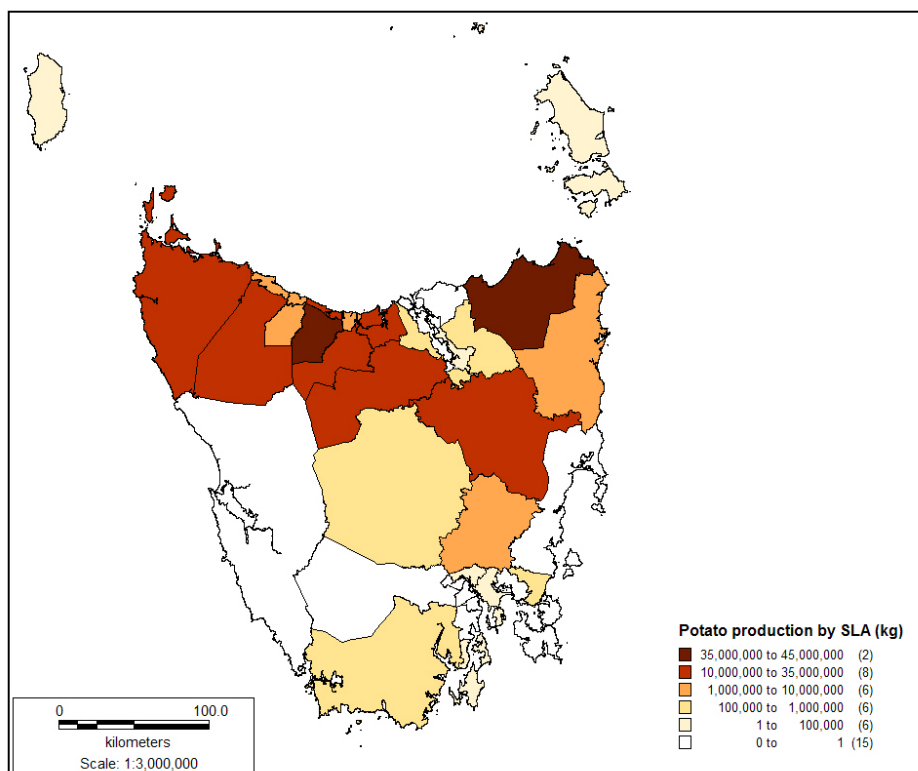 Potato production by SLA (kg)
35,000,000 to 45,000,000 (2)
10,000,000 to 35,000,000 (8)
1,000,000 to 10,000,000 (6)
100,000 to 1,000,000 (6)
1 to 100,000 (6)
0 to 1 (15)
0 100.0
kilometers
Scale: 1:3,000,000